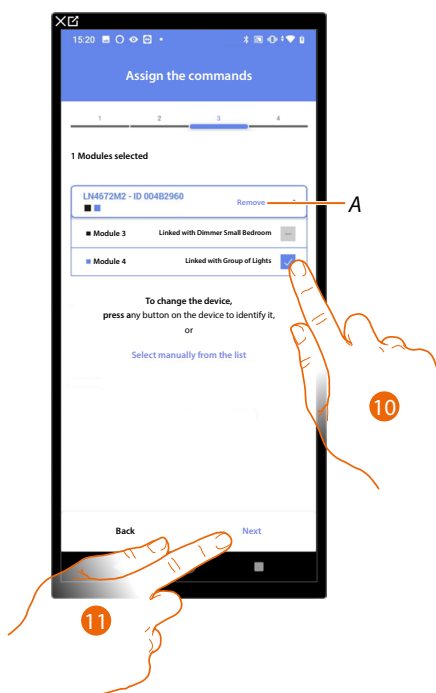 15:20
Assign the commands
1 2 3 4
1 Modules selected
LN4672M2 - ID 004B2960
Remove
A
Module 3 Linked with Dimmer Small Bedroom
Module 4 Linked with Group of Lights
To change the device,
press any button on the device to identify it,
or
Select manually from the list
10
Back Next
11